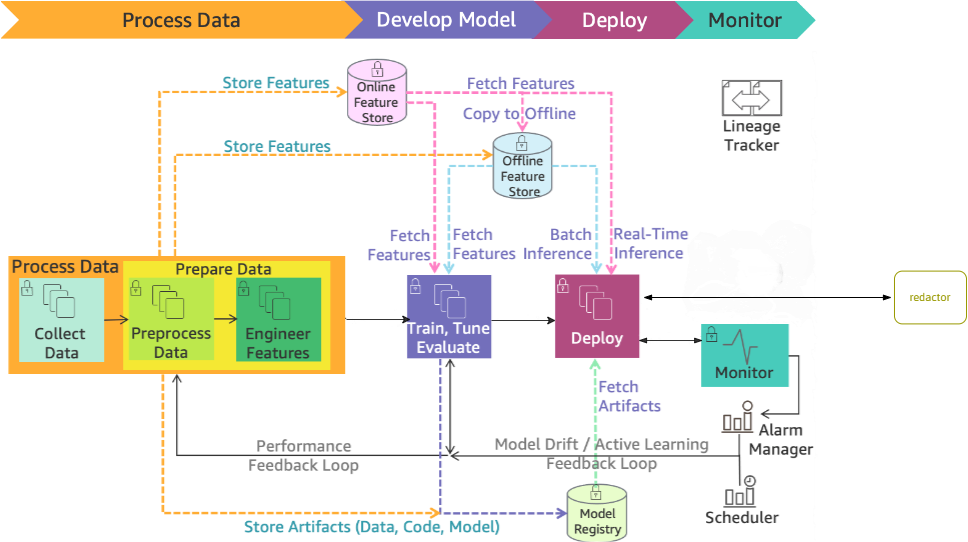 Process Data
Develop Model
Deploy
Monitor
Store Features
Online
Feature
Store
Fetch Features
Copy to Offline
Lineage
Tracker
Store Features
Offline
Feature
Store
Fetch
Features
Fetch
Features
Batch
Inference
Real-Time
Inference
Process Data
Prepare Data
Collect
Data
Preprocess
Data
Engineer
Features
Train, Tune
Evaluate
Deploy
redactor
Monitor
Fetch
Artifacts
Alarm
Manager
Performance
Feedback Loop
Model Drift / Active Learning
Feedback Loop
Scheduler
Model
Registry
Store Artifacts (Data, Code, Model)